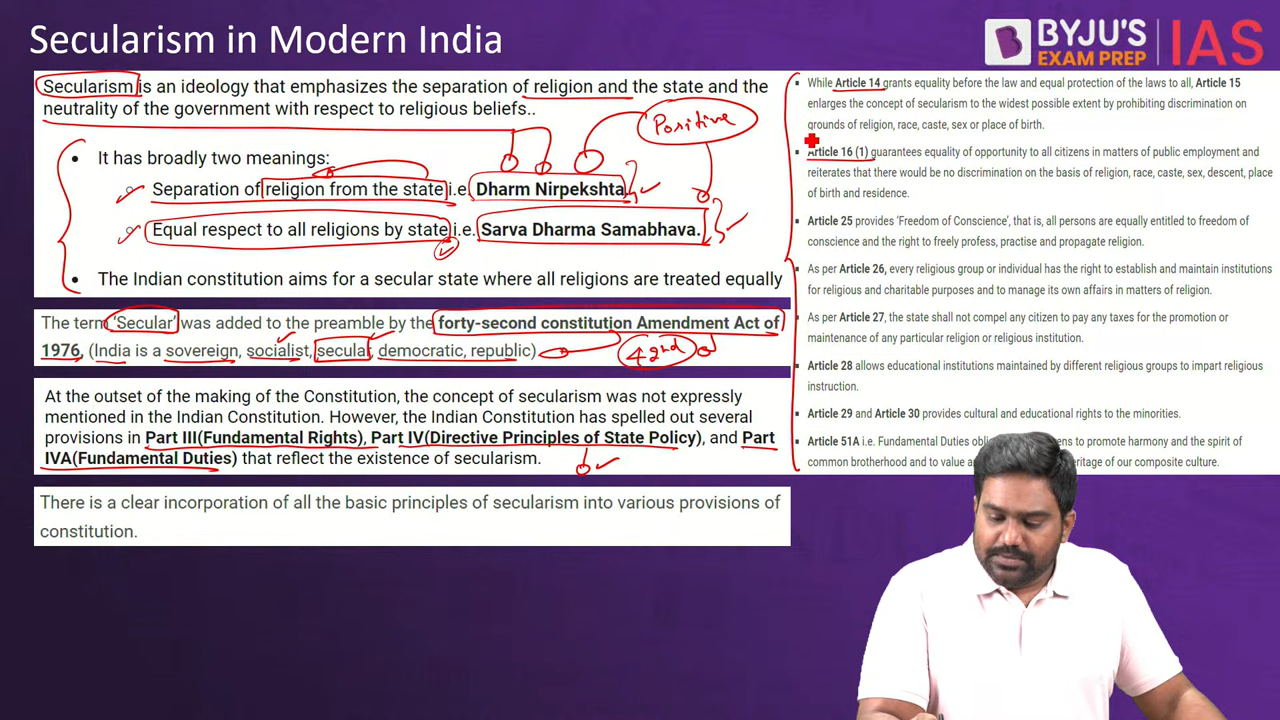 Secularism in Modern India
BYJU'S
EXAM PREP
IAS
Secularism is an ideology that emphasizes the separation of religion and the state and the
neutrality of the government with respect to religious beliefs..
Positive
• It has broadly two meanings:
Separation of religion from the state i.e. Dharm Nirpekshta
Equal respect to all religions by state i.e. Sarva Dharma Samabhava.
• The Indian constitution aims for a secular state where all religions are treated equally
The term 'Secular' was added to the preamble by the forty-second constitution Amendment Act of
1976, (India is a sovereign, socialist, secular, democratic, republic)
42nd
At the outset of the making of the Constitution, the concept of secularism was not expressly
mentioned in the Indian Constitution. However, the Indian Constitution has spelled out several
provisions in Part III(Fundamental Rights), Part IV(Directive Principles of State Policy), and Part
IVA(Fundamental Duties) that reflect the existence of secularism.
There is a clear incorporation of all the basic principles of secularism into various provisions of
constitution.
While Article 14 grants equality before the law and equal protection of the laws to all, Article 15
enlarges the concept of secularism to the widest possible extent by prohibiting discrimination on
grounds of religion, race, caste, sex or place of birth.
Article 16 (1) guarantees equality of opportunity to all citizens in matters of public employment and
reiterates that there would be no discrimination on the basis of religion, race, caste, sex, descent, place
of birth and residence.
Article 25 provides 'Freedom of Conscience', that is, all persons are equally entitled to freedom of
conscience and the right to freely profess, practise and propagate religion.
As per Article 26, every religious group or individual has the right to establish and maintain institutions
for religious and charitable purposes and to manage its own affairs in matters of religion.
As per Article 27, the state shall not compel any citizen to pay any taxes for the promotion or
maintenance of any particular religion or religious institution.
Article 28 allows educational institutions maintained by different religious groups to impart religious
instruction.
Article 29 and Article 30 provides cultural and educational rights to the minorities.
Article 51A i.e. Fundamental Duties to promote harmony and the spirit of
common brotherhood and to value of our composite culture.